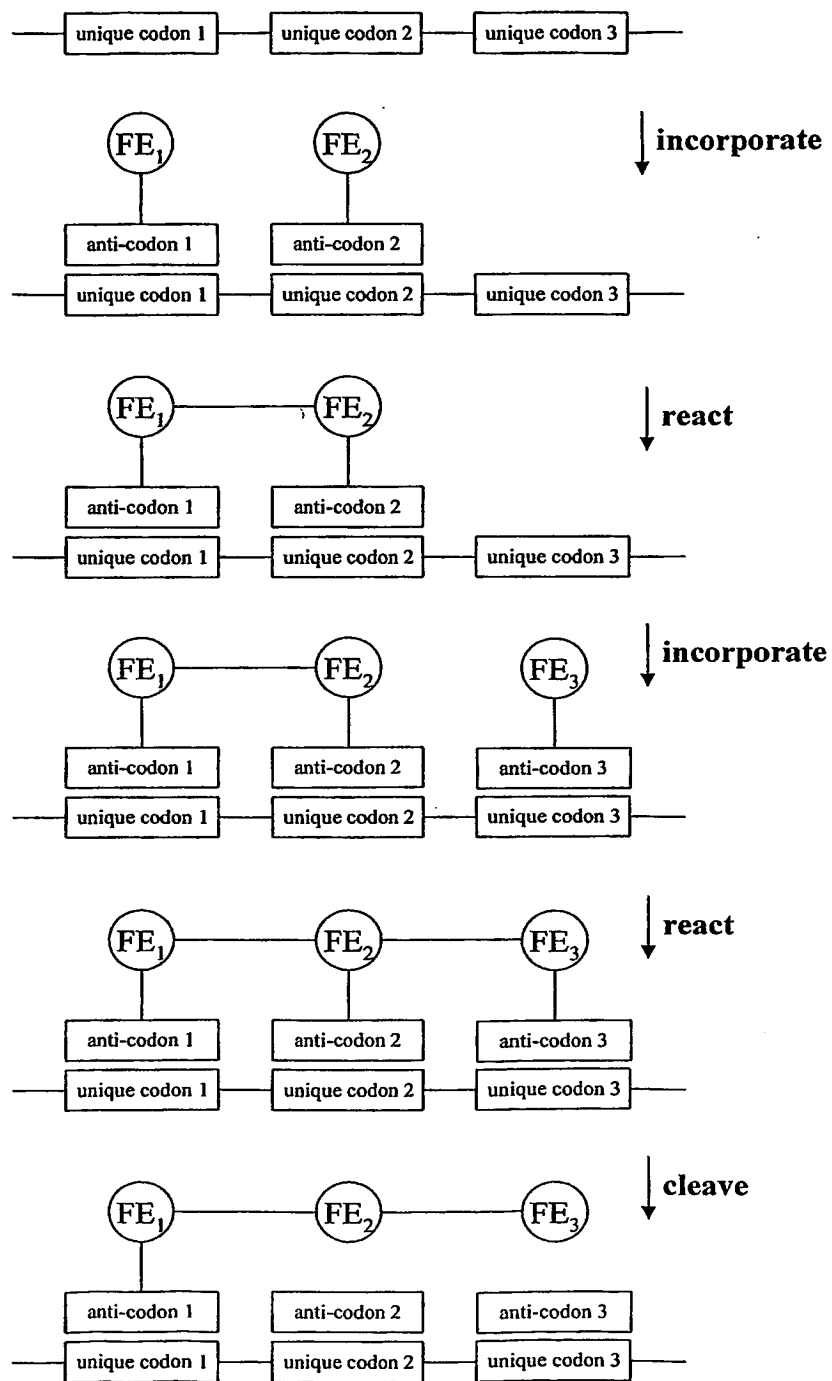 unique codon 1 unique codon 2 unique codon 3
incorporate
FE1 FE2
anti-codon 1 anti-codon 2
unique codon 1 unique codon 2 unique codon 3
react
FE1 FE2
anti-codon 1 anti-codon 2
unique codon 1 unique codon 2 unique codon 3
incorporate
FE1 FE2 FE3
anti-codon 1 anti-codon 2 anti-codon 3
unique codon 1 unique codon 2 unique codon 3
react
FE1 FE2 FE3
anti-codon 1 anti-codon 2 anti-codon 3
unique codon 1 unique codon 2 unique codon 3
cleave
FE1 FE2 FE3
anti-codon 1 anti-codon 2 anti-codon 3
unique codon 1 unique codon 2 unique codon 3